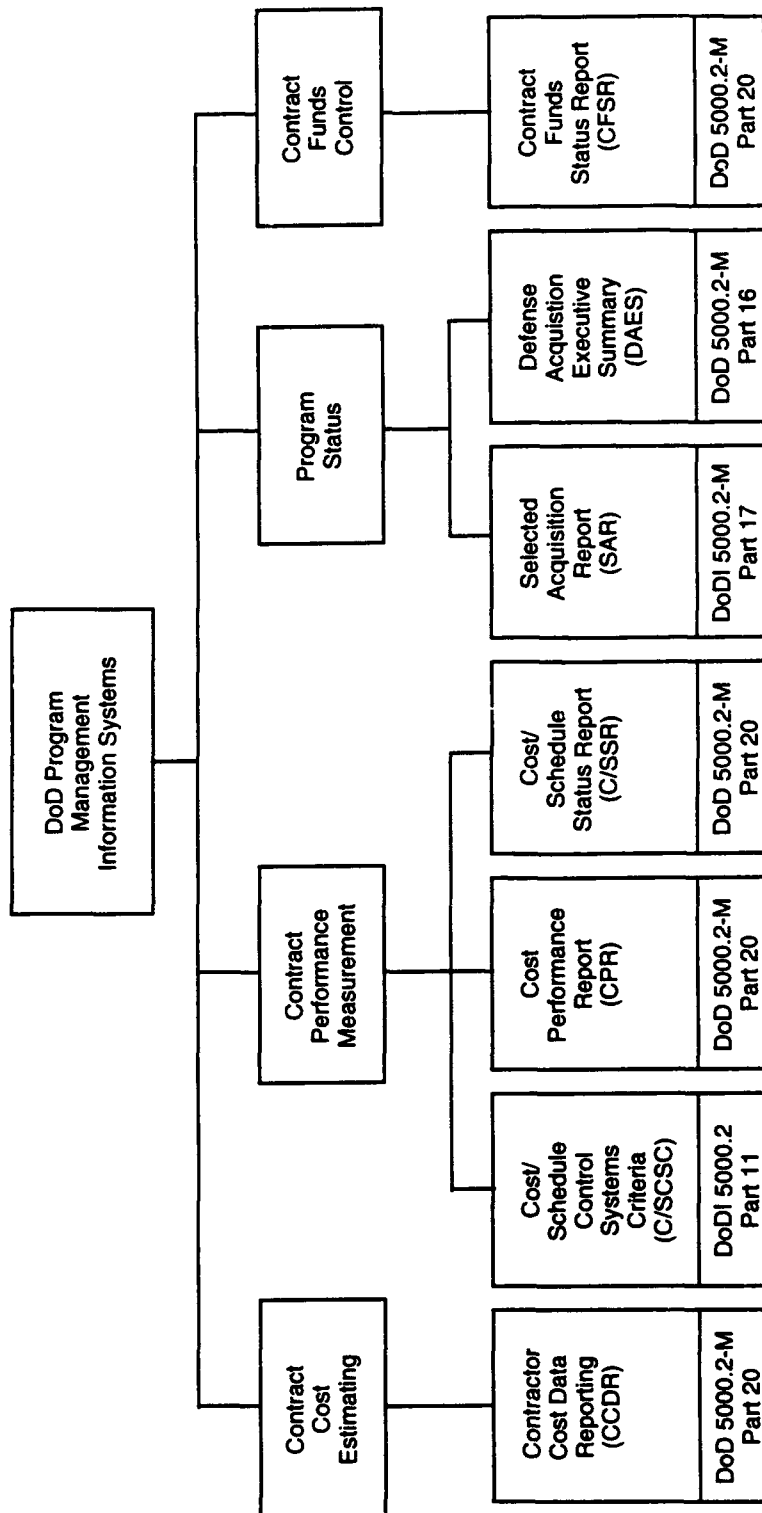 DoD Program
Management
Information Systems
Contract
Cost
Estimating
Contract
Performance
Measurement
Program
Status
Contract
Funds
Control
Contractor
Cost Data
Reporting
(CCDR)
DoD 5000.2-M
Part 20
Cost/
Schedule
Control
Systems
Criteria
(C/SCSC)
DoDI 5000.2
Part 11
Cost
Performance
Report
(CPR)
DoD 5000.2-M
Part 20
Cost/
Schedule
Status Report
(C/SSR)
DoD 5000.2-M
Part 20
Selected
Acquisition
Report
(SAR)
DoDI 5000.2-M
Part 17
Defense
Acquistion
Executive
Summary
(DAES)
DoD 5000.2-M
Part 16
Contract
Funds
Status Report
(CFSR)
DoD 5000.2-M
Part 20